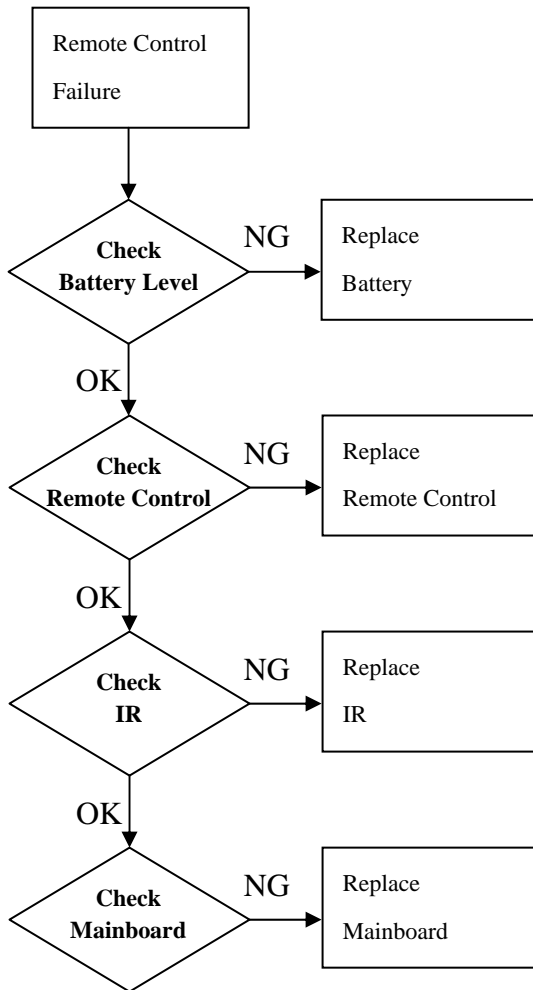 Remote Control
Failure
Check
Battery Level
NG
Replace
Battery
OK
Check
Remote Control
NG
Replace
Remote Control
OK
Check
IR
NG
Replace
IR
OK
Check
Mainboard
NG
Replace
Mainboard